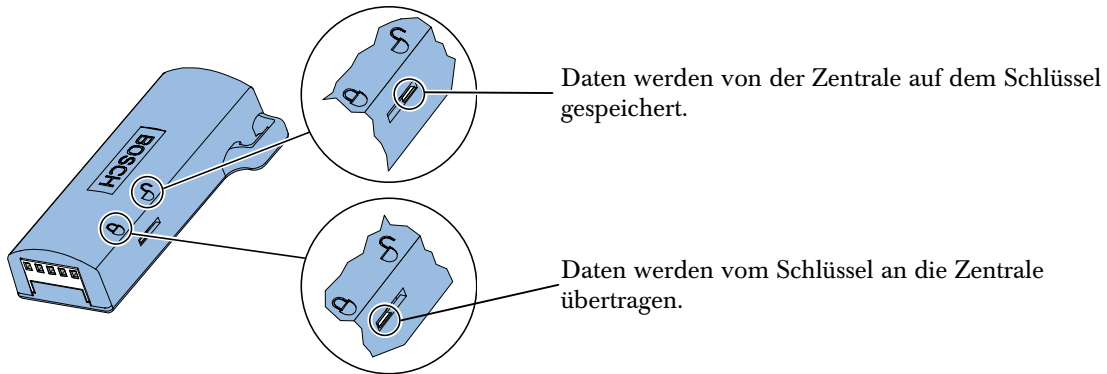 Daten werden von der Zentrale auf dem Schlüssel
gespeichert.
BOSCH
Daten werden vom Schlüssel an die Zentrale
übertragen.